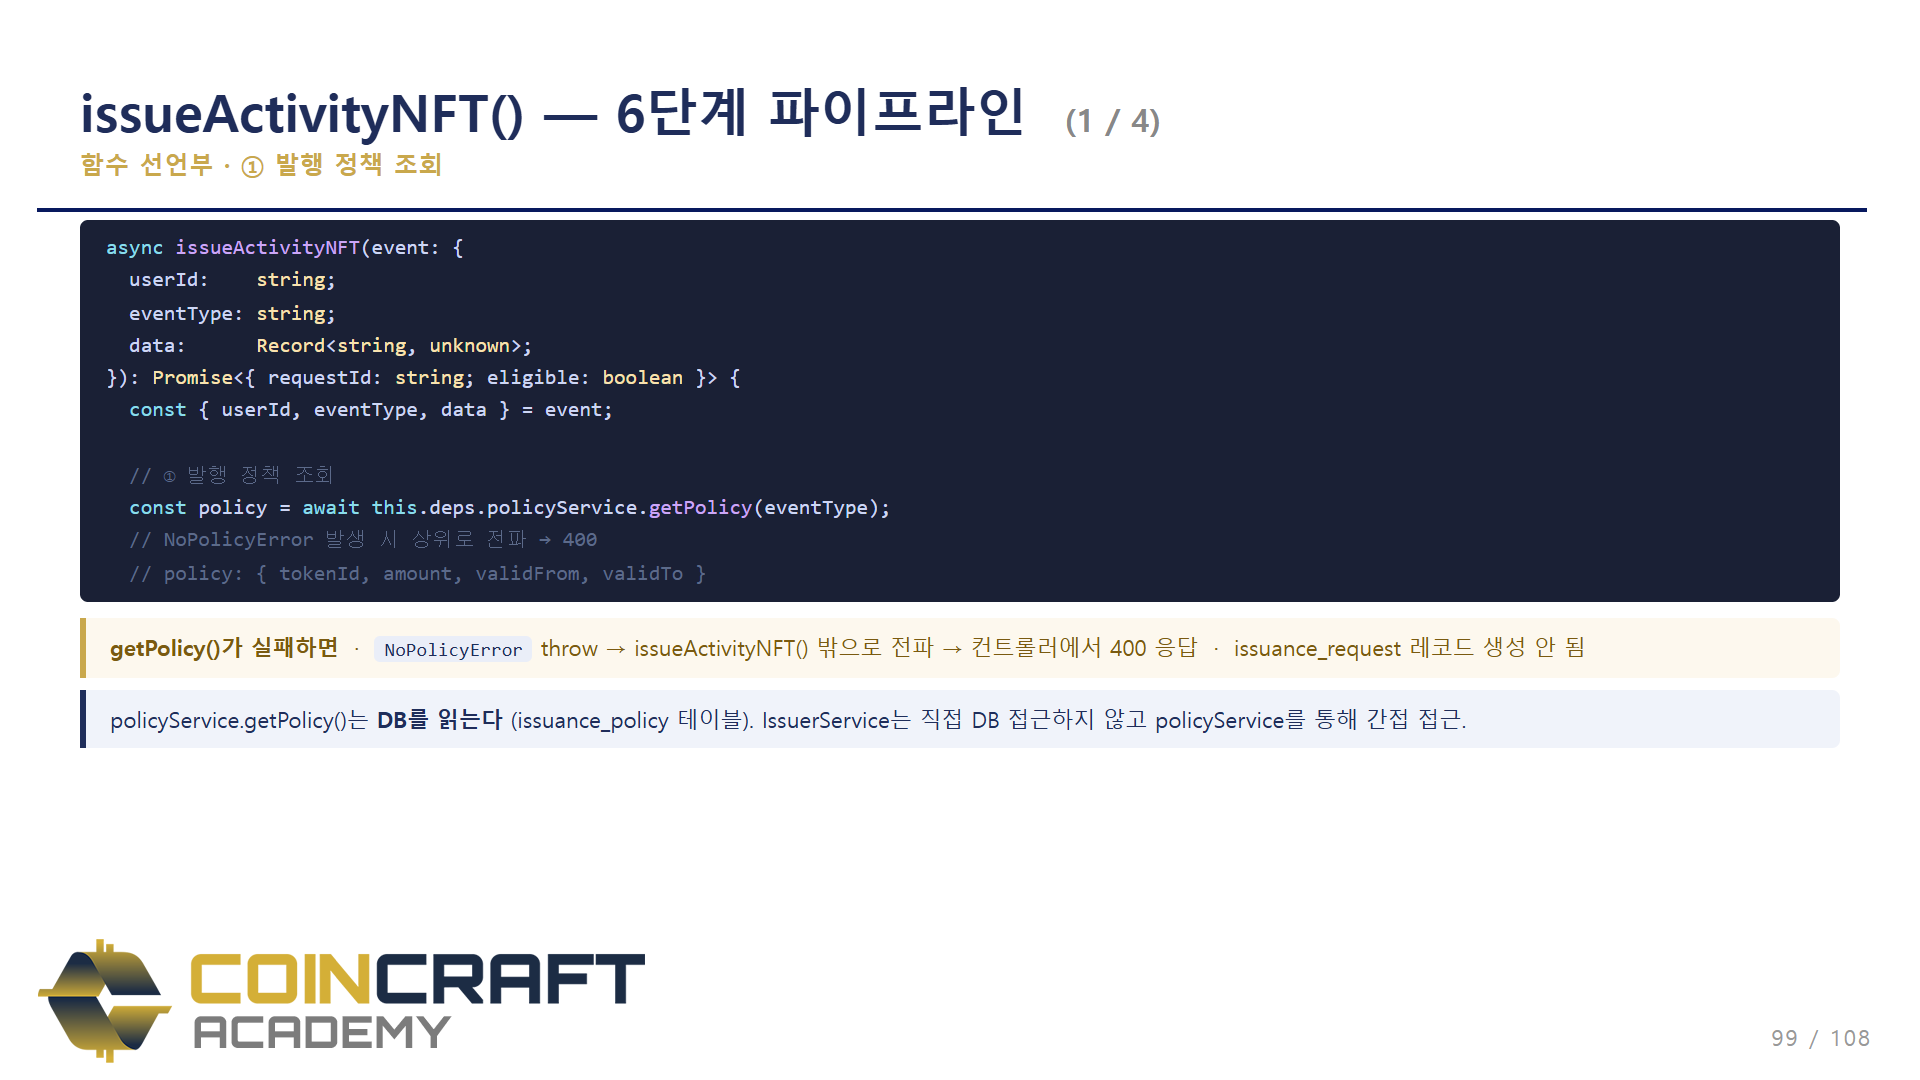 issueActivityNFT() — 6단계 파이프라인 (1 / 4)
함수 선언부 · ① 발행 정책 조회
async issueActivityNFT(event: {
  userId:    string;
  eventType: string;
  data:      Record<string, unknown>;
}): Promise<{ requestId: string; eligible: boolean }> {
  const { userId, eventType, data } = event;
  // ① 발행 정책 조회
  const policy = await this.deps.policyService.getPolicy(eventType);
  // NoPolicyError 발생 시 상위로 전파 → 400
  // policy: { tokenId, amount, validFrom, validTo }
getPolicy()가 실패하면 · NoPolicyError throw → issueActivityNFT() 밖으로 전파 → 컨트롤러에서 400 응답 · issuance_request 레코드 생성 안 됨
policyService.getPolicy()는 DB를 읽는다 (issuance_policy 테이블). IssuerService는 직접 DB 접근하지 않고 policyService를 통해 간접 접근.
COINCRAFT
ACADEMY
99 / 108